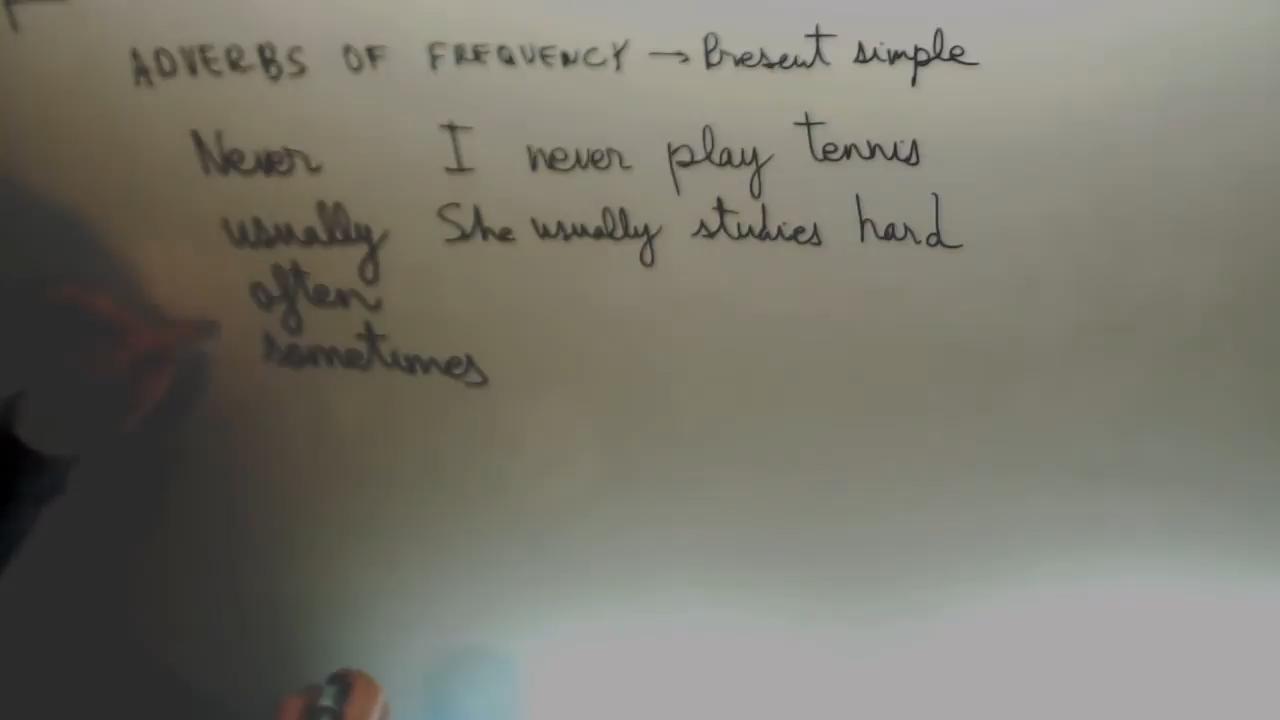 ADVERBS OF FREQUENCY → Present simple
Never I never play tennis
usually She usually studies hard
often
sometimes